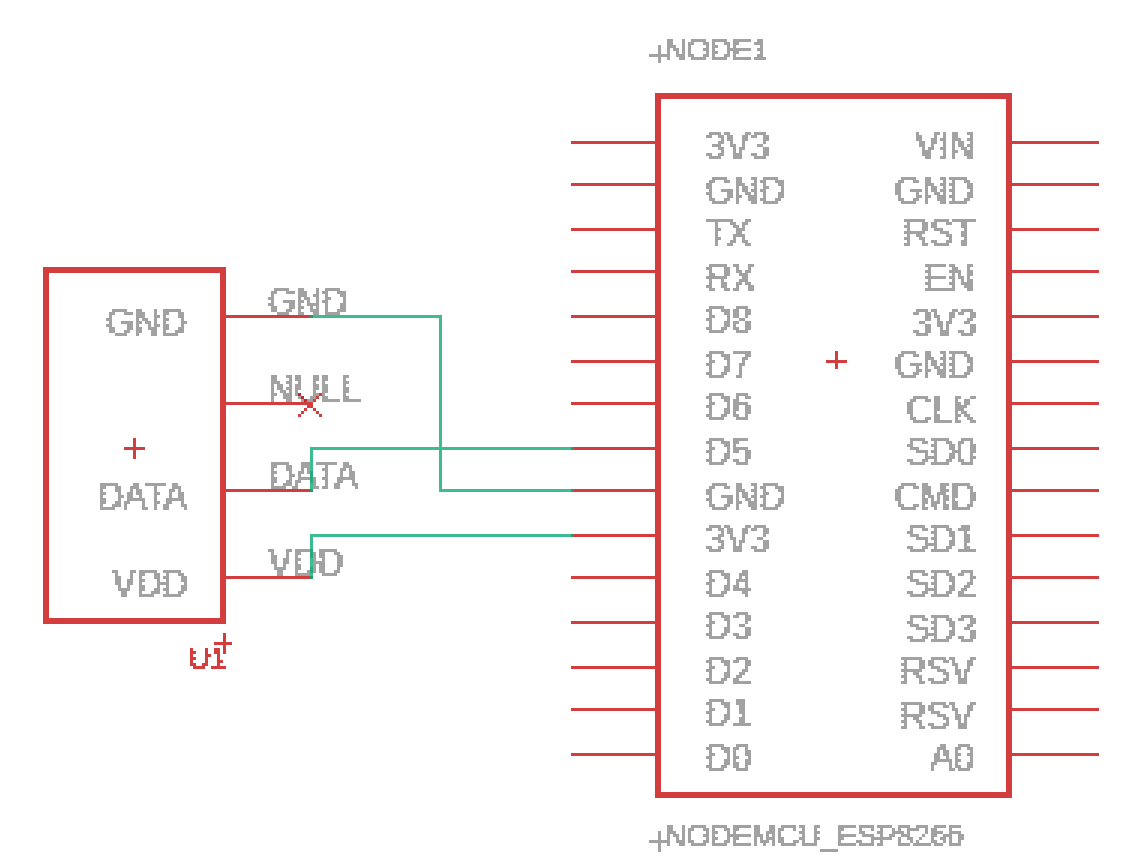 NODE1
3V3 VIN
GND GND
TX RST
RX EN
D8 3V3
D7 GND
D6 CLK
D5 SD0
GND CMD
3V3 SD1
D4 SD2
D3 SD3
D2 RSV
D1 RSV
D0 A0
NODEMCU_ESP8266
GND GND
NULL
DATA DATA
VDD VDD
U1